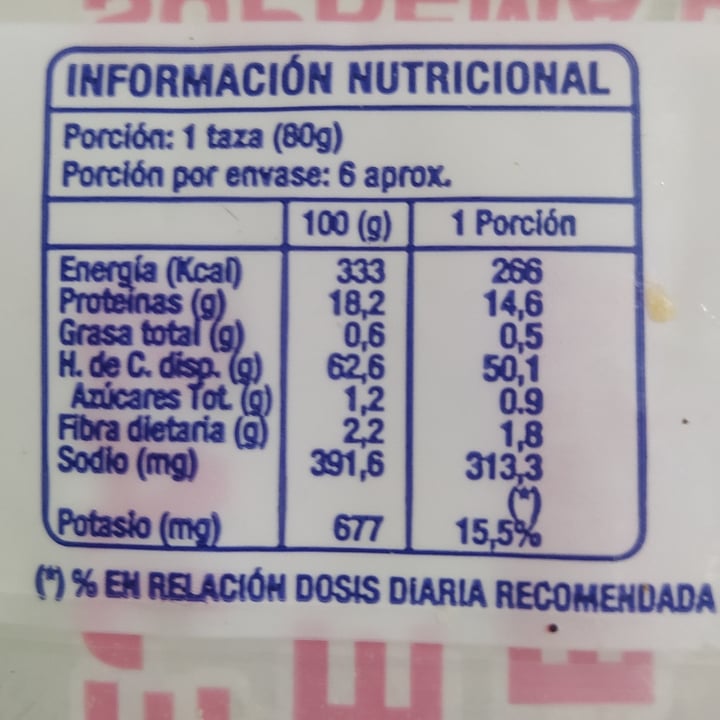 INFORMACIÓN NUTRICIONAL
Porción: 1 taza (80g)
Porción por envase: 6 aprox.
100 (g) 1 Porción
Energía (Kcal) 333 266
Proteínas (g) 18,2 14,6
Grasa total (g) 0,6 0,5
H. de C. disp. (g) 62,6 50,1
Azúcares Tot. (g) 1,2 0.9
Fibra dietaria (g) 2,2 1,8
Sodio (mg) 391,6 313,3
(*)
Potasio (mg) 677 15,5%
(*) % EN RELACIÓN DOSIS DIARIA RECOMENDADA